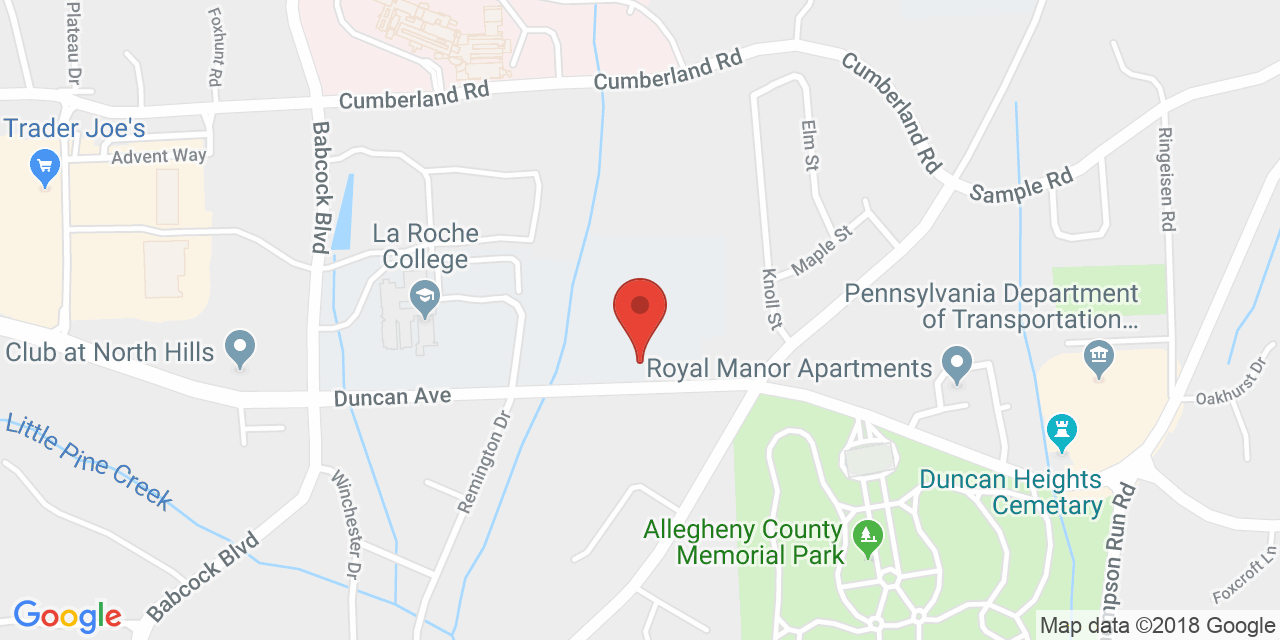 Plateau Dr
Foxhunt Rd
Cumberland Rd
Cumberland Rd
Cumberland Rd
Trader Joe's
Advent Way
Babcock Blvd
Elm St
Ringeisen Rd
Sample Rd
La Roche
College
Maple St
Knoll St
Pennsylvania Department
of Transportation...
Club at North Hills
Royal Manor Apartments
Oakhurst Dr
Duncan Ave
Little Pine Creek
Remington Dr
Winchester Dr
Duncan Heights
Cemetary
Allegheny County
Memorial Park
Babcock Blvd
mpson Run Rd
Foxcroft Ln
Google
Map data ©2018 Google